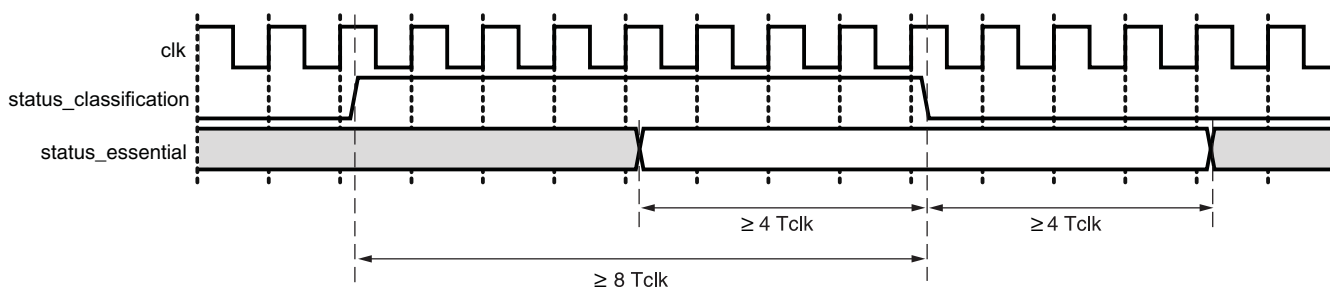 clk
status_classification
status_essential
≥ 4 Tclk
≥ 4 Tclk
≥ 8 Tclk